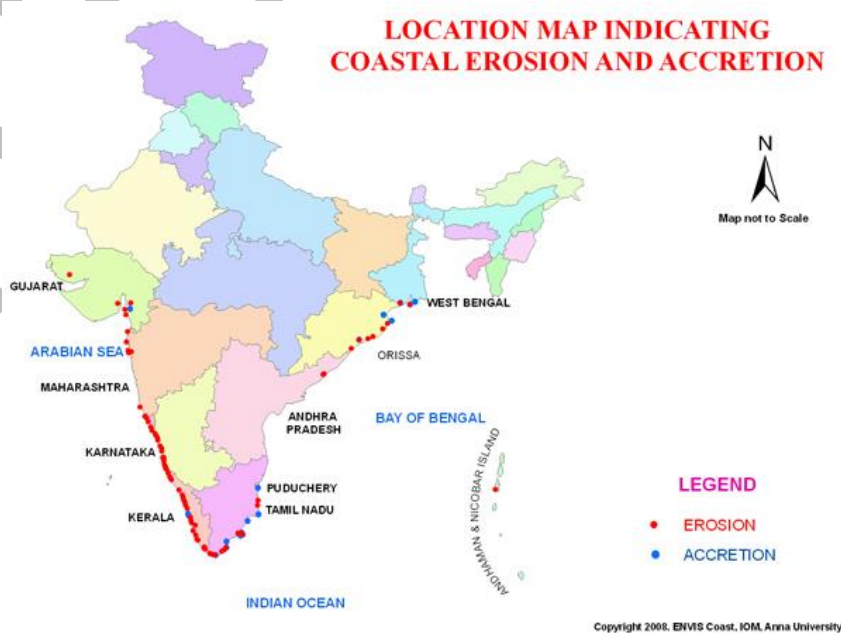 LOCATION MAP INDICATING
COASTAL EROSION AND ACCRETION
N
Map not to Scale
GUJARAT
WEST BENGAL
ARABIAN SEA
ORISSA
MAHARASHTRA
ANDHRA
PRADESH
BAY OF BENGAL
KARNATAKA
ANDHAMAN & NICOBAR ISLAND
PUDUCHERY
LEGEND
KERALA
TAMIL NADU
EROSION
ACCRETION
INDIAN OCEAN
Copyright 2008. ENVIS Coast, IOM, Anna University